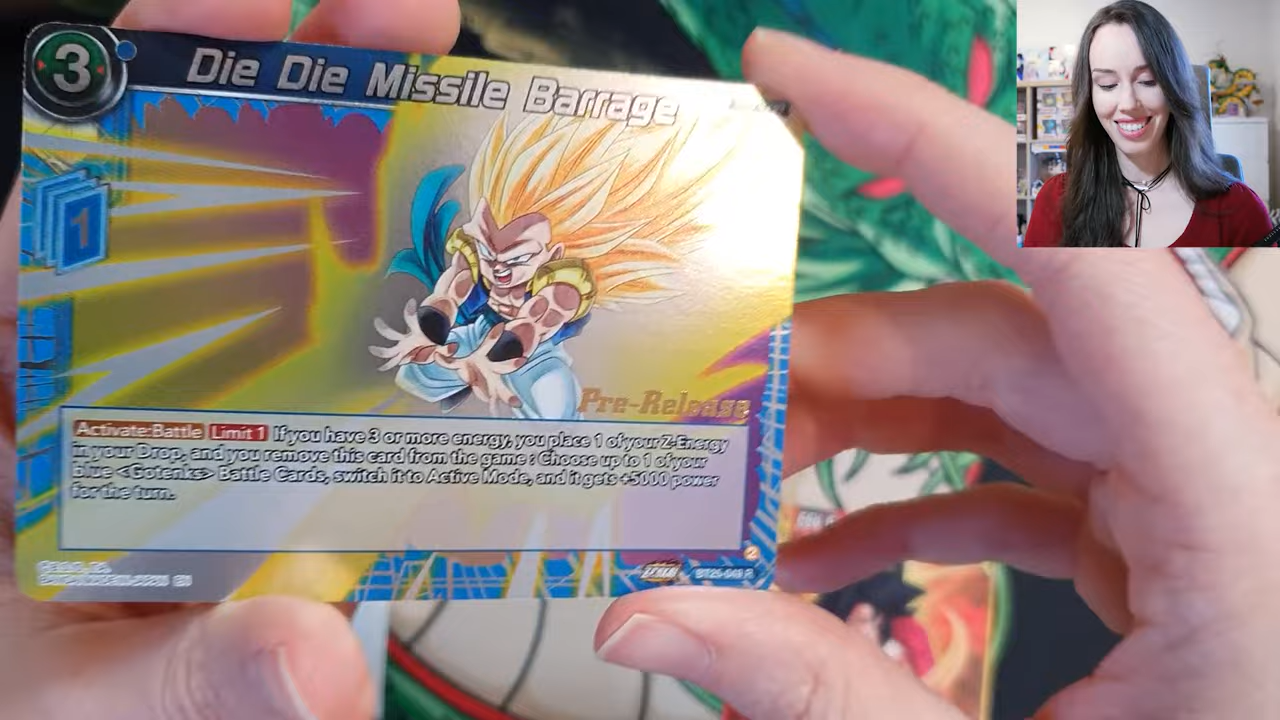 3
Die Die Missile Barrage
1
Pre-Release
Activate:Battle Limit 1 If you have 3 or more energy, you place 1 of your Z-Energy
in your Drop, and you remove this card from the game : Choose up to 1 of your
blue <Gotenks> Battle Cards, switch it to Active Mode, and it gets +5000 power
for the turn.
BT25-049 R